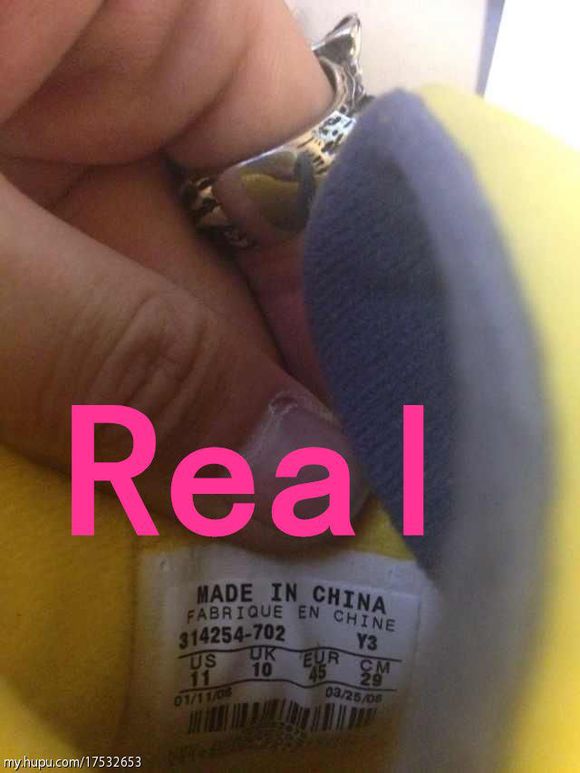 Real
MADE IN CHINA
FABRIQUE EN CHINE
314254-702 Y3
US UK EUR CM
11 10 45 29
01/11/06 03/25/06
my.hupu.com/17532653